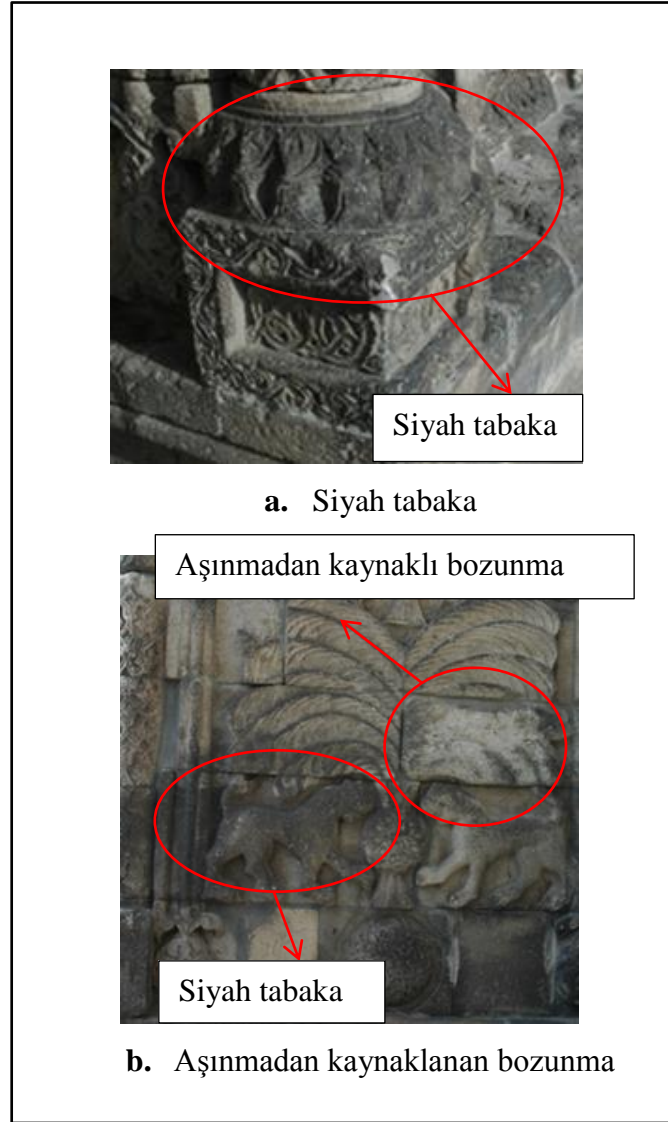 Siyah tabaka
a. Siyah tabaka
Aşınmadan kaynaklı bozunma
Siyah tabaka
b. Aşınmadan kaynaklanan bozunma